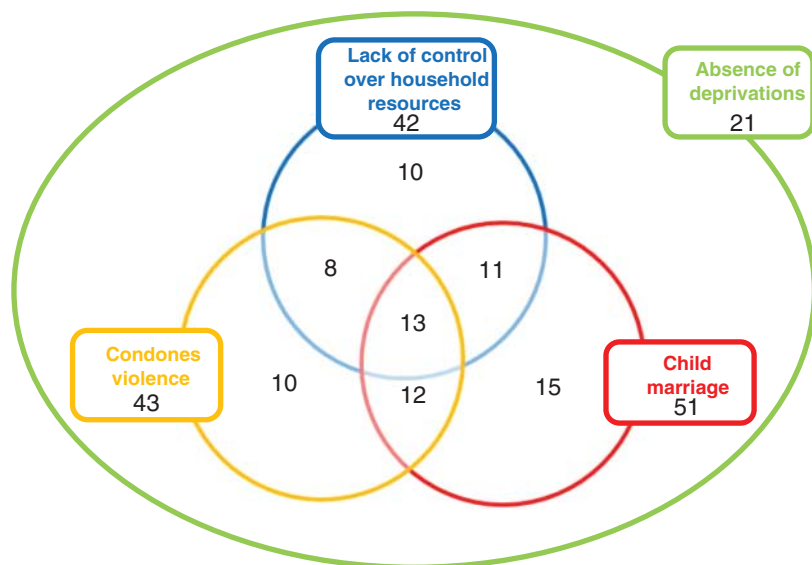 Lack of control
over household
resources
42
Absence of
deprivations
21
10
8
11
13
Condones
violence
43
10
12
15
Child
marriage
51